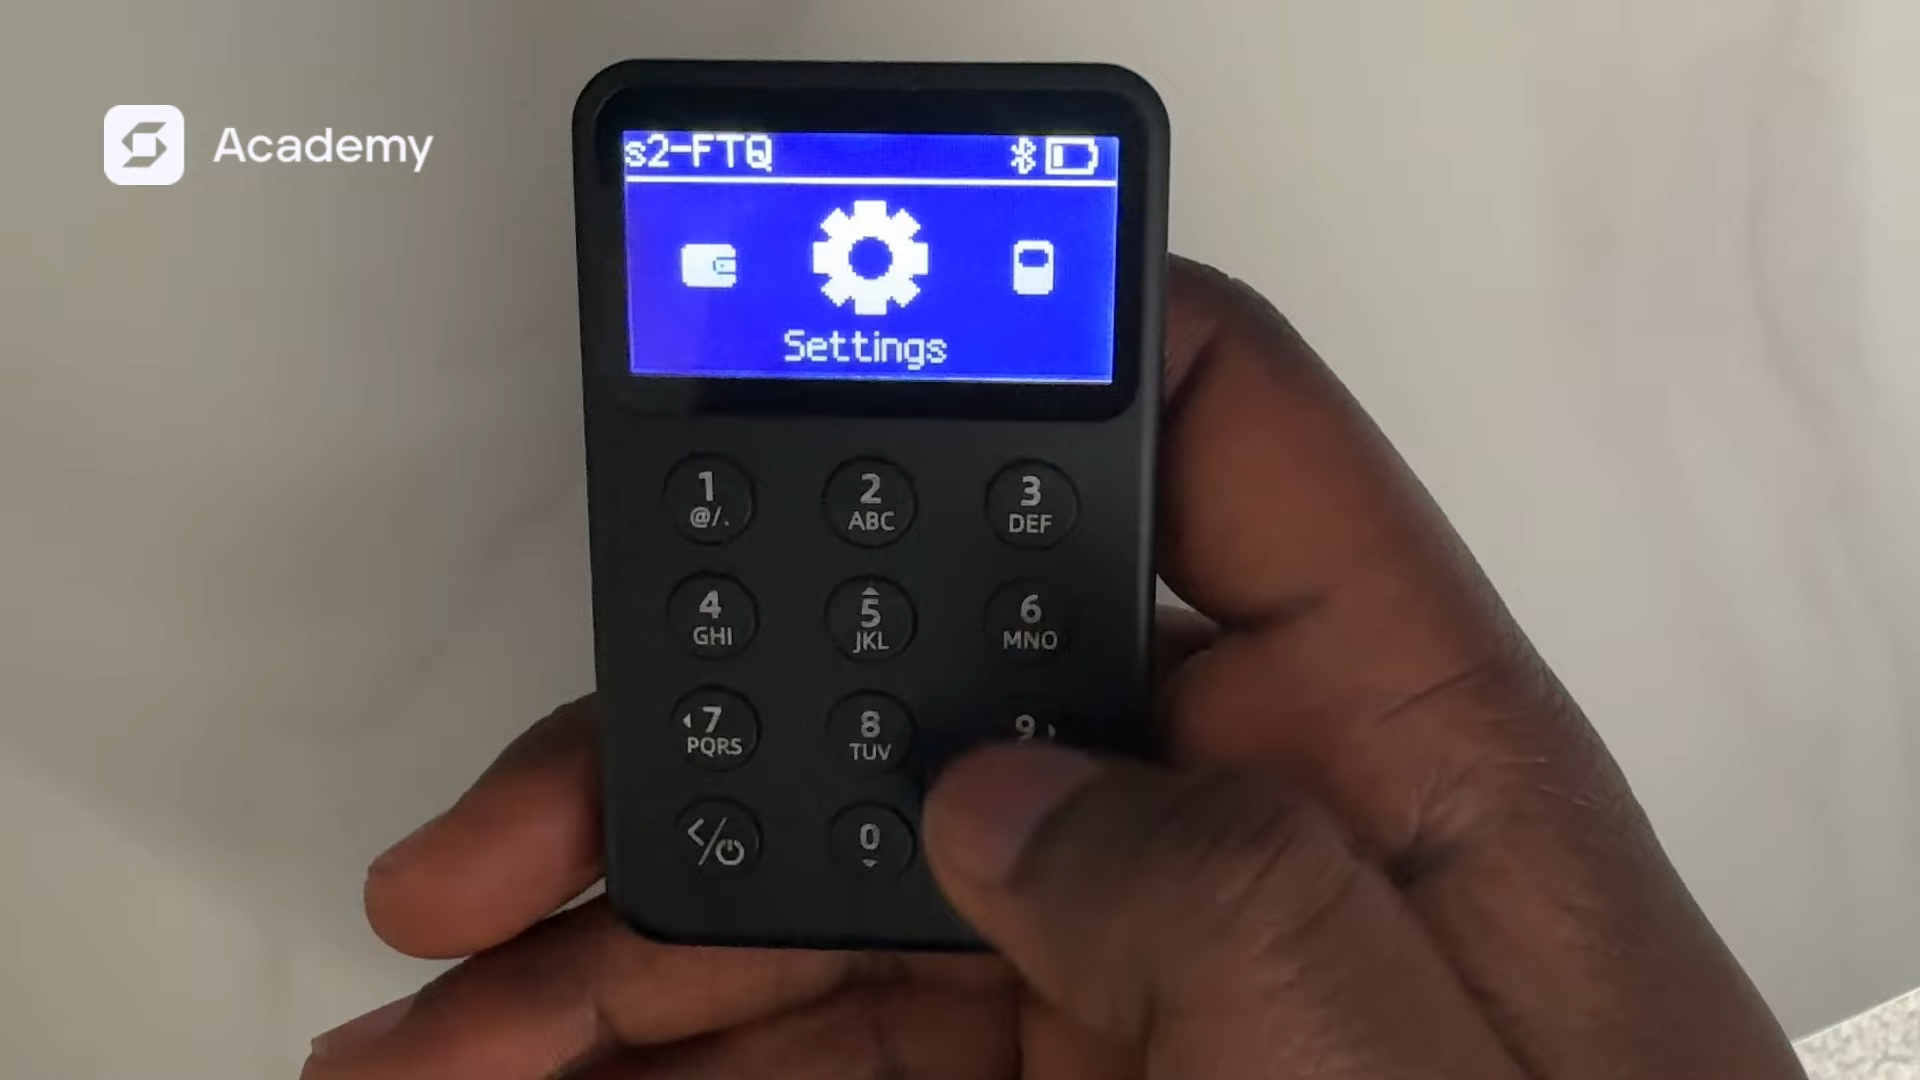 Academy
s2-FTQ
Settings
1 2 3
@/. ABC DEF
4 5 6
GHI JKL MNO
7 8 9
PQRS TUV
0